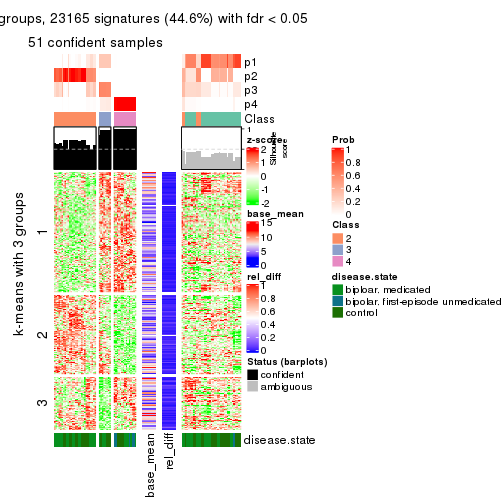 groups, 23165 signatures (44.6%) with fdr < 0.05
51 confident samples
p1
p2
p3
p4
Class
1
Silhouette
score
k-means with 3 groups
1
2
3
base_mean
rel_diff
disease.state
z-score
2
1
0
-1
-2
base_mean
15
10
5
0
rel_diff
1
0.8
0.6
0.4
0.2
0
Status (barplots)
confident
ambiguous
Prob
1
0.8
0.6
0.4
0.2
0
Class
2
3
4
disease.state
bipolar, medicated
bipolar, first-episode unmedicated
control